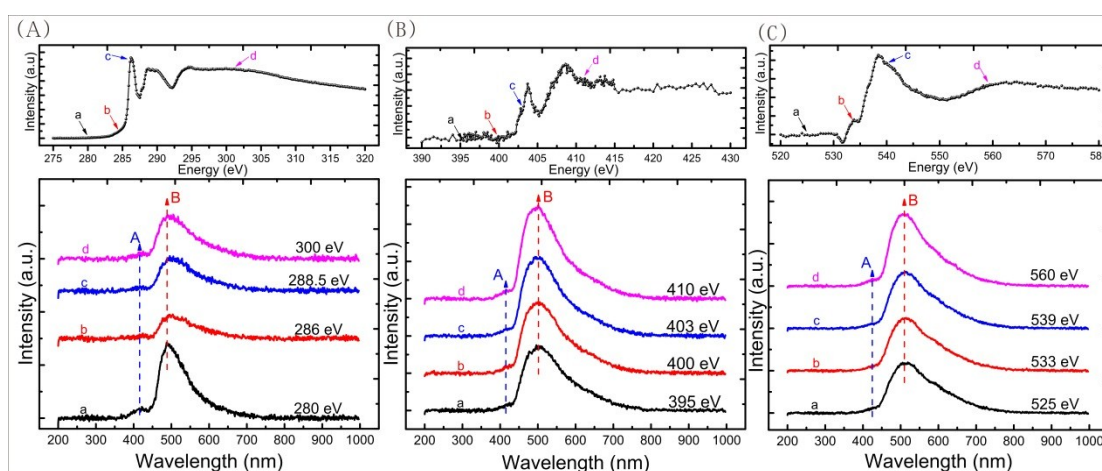 (A)
Intensity (a.u)
a
b
c
d
275 280 285 290 295 300 305 310 315 320
Energy (eV)
Intensity (a.u.)
A
B
d
300 eV
c
288.5 eV
b
286 eV
a
280 eV
200 300 400 500 600 700 800 900 1000
Wavelength (nm)
(B)
Intensity (a.u.)
a
b
c
d
390 395 400 405 410 415 420 425 430
Energy (eV)
Intensity (a.u.)
A
B
d
410 eV
c
403 eV
b
400 eV
a
395 eV
200 300 400 500 600 700 800 900 1000
Wavelength (nm)
(C)
Intensity (a.u.)
a
b
c
d
520 530 540 550 560 570 580
Energy (eV)
Intensity (a.u.)
A
B
d
560 eV
c
539 eV
b
533 eV
a
525 eV
200 300 400 500 600 700 800 900 1000
Wavelength (nm)